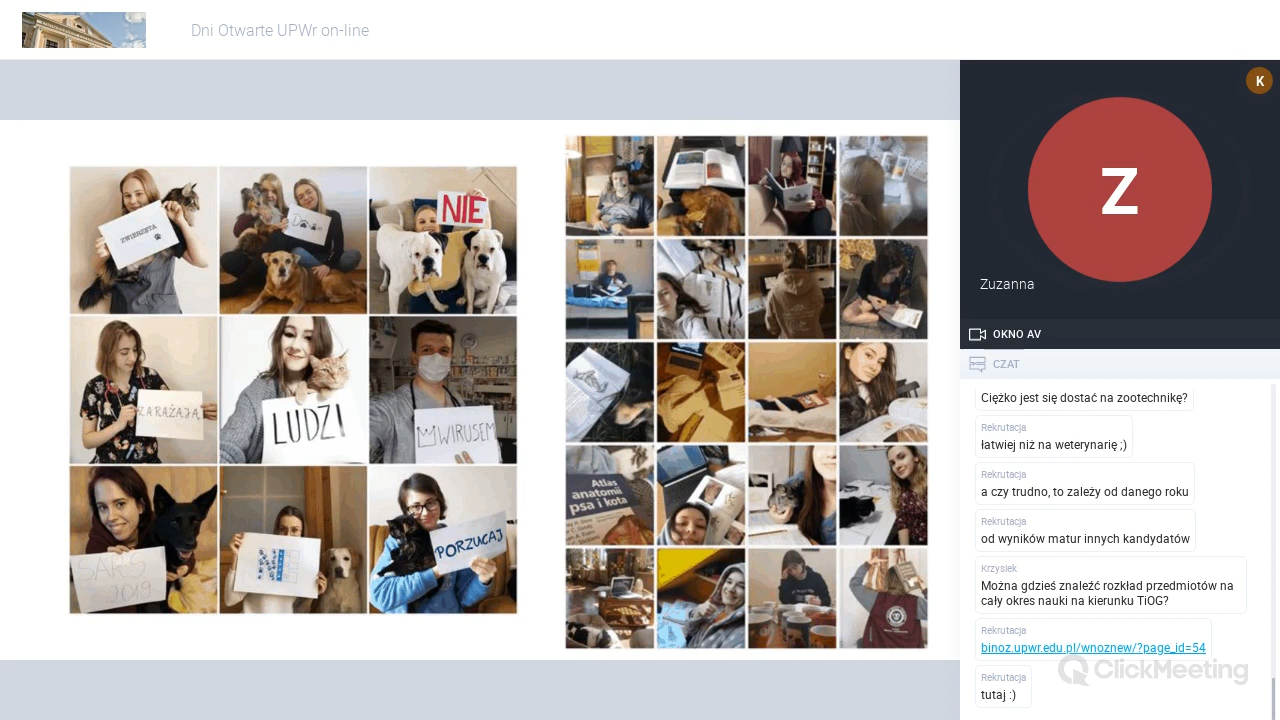 Dni Otwarte UPWr on-line
ZWIERZĘTA
NIE
ZARAŻAJĄ
LUDZI
WIRUSEM
SARS
2019
PORZUCAJ
Atlas
anatomii
psa i kota
K
Z
Zuzanna
OKNO AV
CZAT
Ciężko jest się dostać na zootechnikę?
Rekrutacja
łatwiej niż na weterynarię ;)
Rekrutacja
a czy trudno, to zależy od danego roku
Rekrutacja
od wyników matur innych kandydatów
Krzysiek
Można gdzieś znaleźć rozkład przedmiotów na
cały okres nauki na kierunku TiOG?
Rekrutacja
binoz.upwr.edu.pl/wnoznew/?page_id=54
Rekrutacja
tutaj :)
ClickMeeting